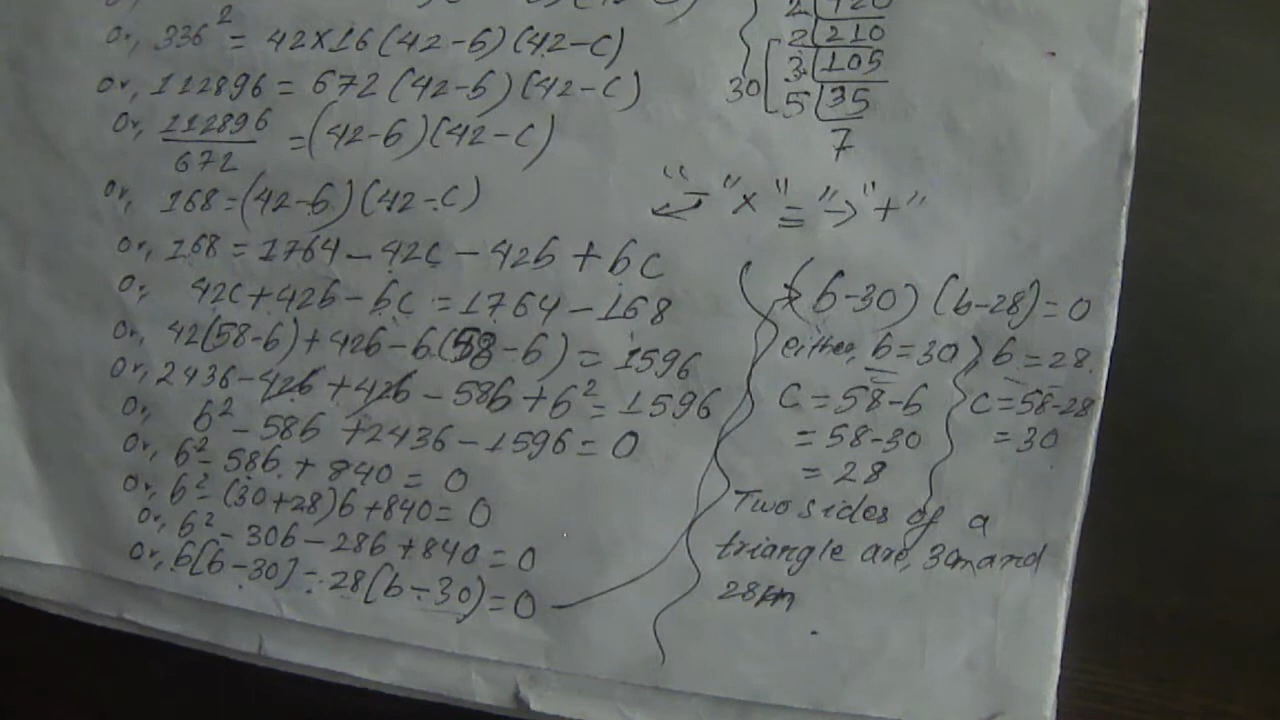 Or, 336² = 42×16(42-b)(42-c)
Or, 112896 = 672(42-b)(42-c)
Or, 112896/672 = (42-b)(42-c)
Or, 168 = (42-b)(42-c)
Or, 168 = 1764 - 42c - 42b + bc
Or, 42c + 42b - bc = 1764 - 168
Or, 42(58-b) + 42b - b(58-b) = 1596
Or, 2436 - 42b + 42b - 58b + b² = 1596
Or, b² - 58b + 2436 - 1596 = 0
Or, b² - 58b + 840 = 0
Or, b² - (30+28)b + 840 = 0
Or, b² - 30b - 28b + 840 = 0
Or, b(b-30) - 28(b-30) = 0
2 420
2 210
3 105
30
5 35
7
"-" × " = " → "+"
(b-30) (b-28) = 0
either, b = 30 } b = 28
c = 58-b
c = 58-28
= 58-30
= 30
= 28
Two sides of a
triangle are, 30m and
28m